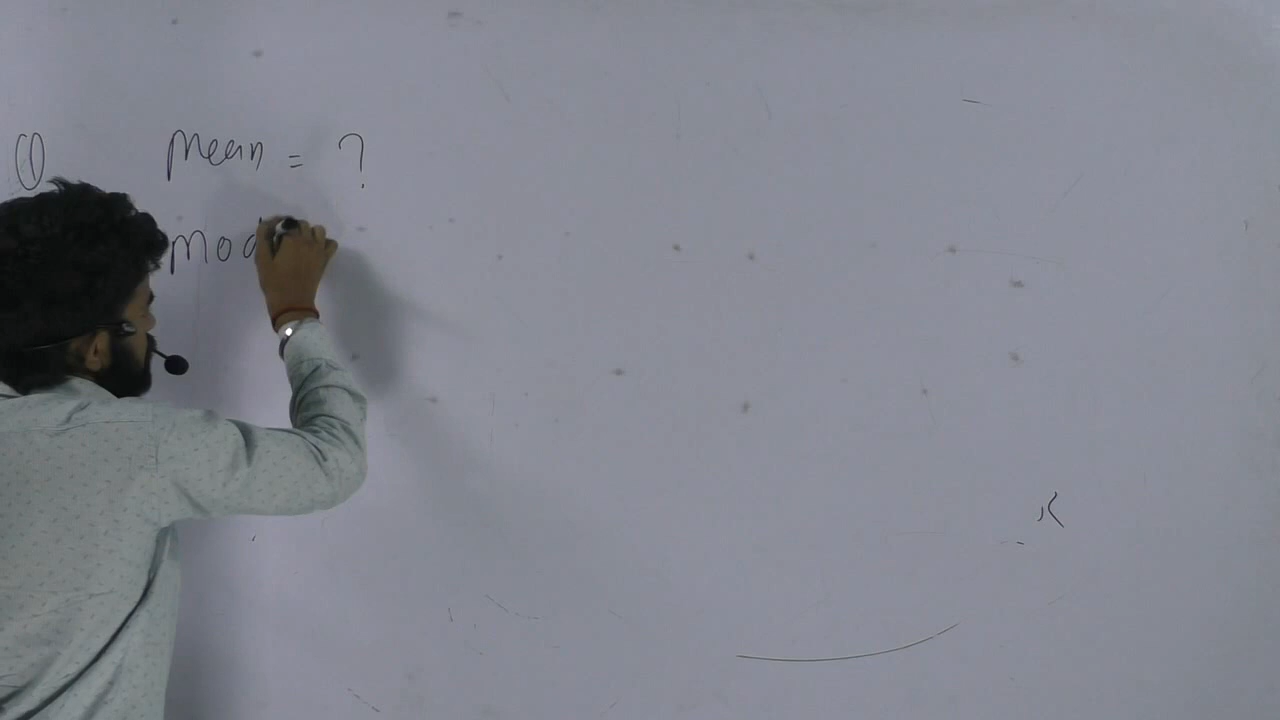 ① Mean = ?
Mod